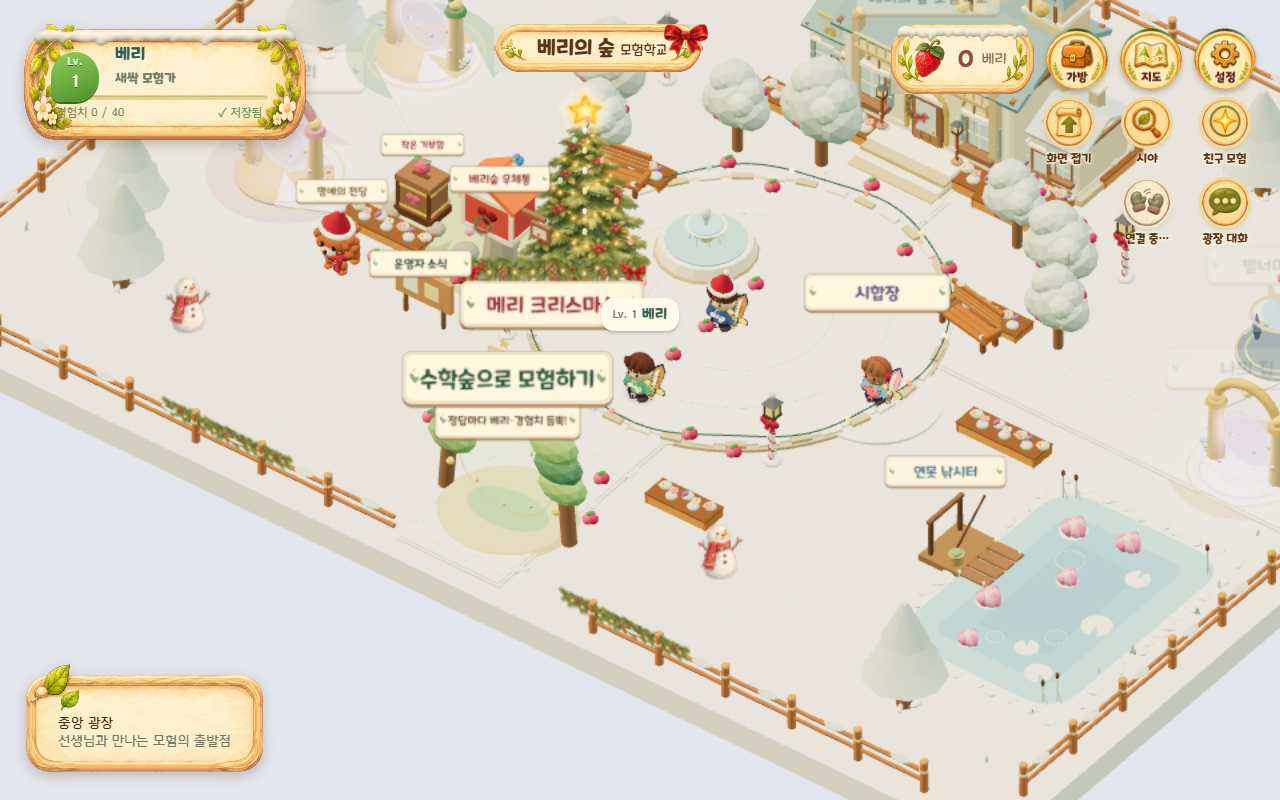 Lv.
1
베리
새싹 모험가
경험치 0 / 40
✓ 저장됨
베리의 숲 모험학교
0 베리
가방
지도
설정
화면 접기
시야
친구 모험
연결 중…
광장 대화
작은 기부함
베리숲 우체통
명예의 전당
운영자 소식
메리 크리스마
Lv. 1 베리
시합장
수학숲으로 모험하기
정답마다 베리·경험치 듬뿍!
연못 낚시터
중앙 광장
선생님과 만나는 모험의 출발점